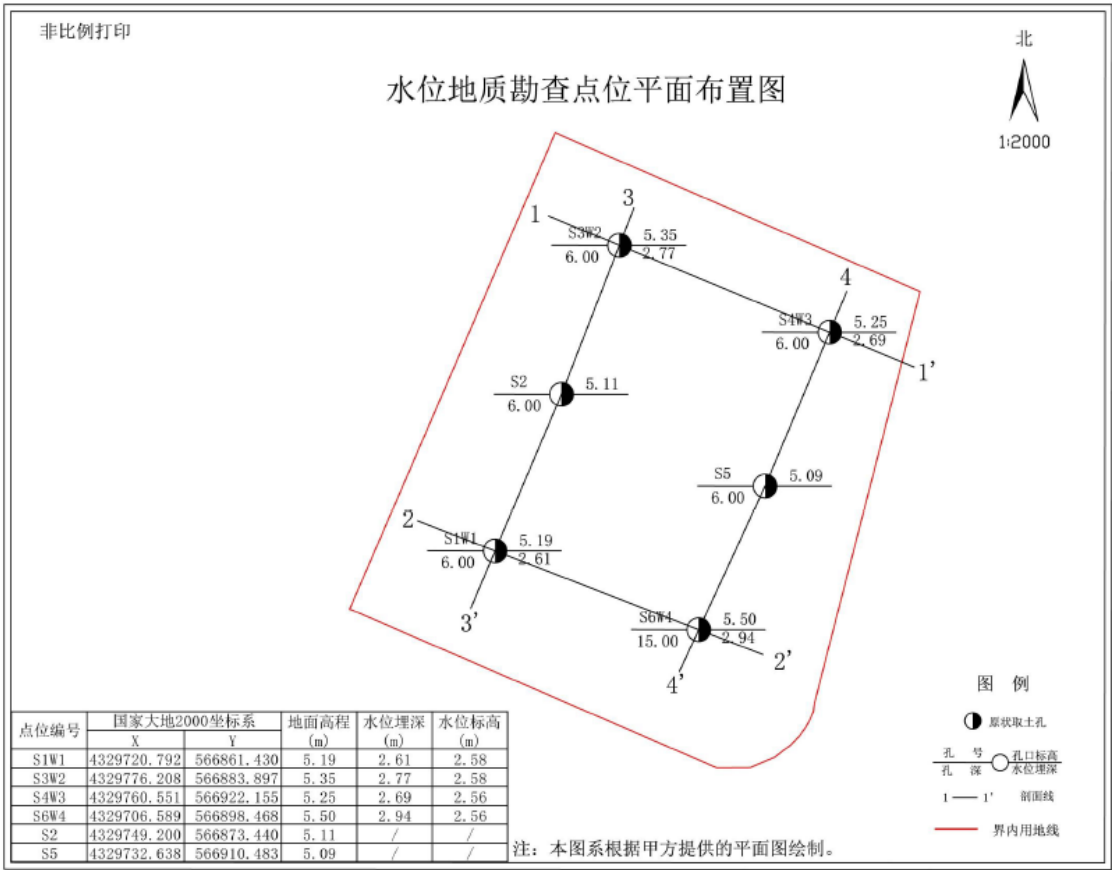 非比例打印
北
水位地质勘查点位平面布置图
1:2000
3
1
S3W2 5.35
6.00 2.77
4
S4W3 5.25
6.00 2.69
1'
S2 5.11
6.00
S5 5.09
6.00
2
S1W1 5.19
6.00 2.61
3'
S6W4 5.50
15.00 2.94
2'
4'
图 例
原状取土孔
孔 号 孔口标高
孔 深 水位埋深
1 — 1' 剖面线
界内用地线
点位编号 国家大地2000坐标系 地面高程(m) 水位埋深(m) 水位标高(m)
X Y
S1W1 4329720.792 566861.430 5.19 2.61 2.58
S3W2 4329776.208 566883.897 5.35 2.77 2.58
S4W3 4329760.551 566922.155 5.25 2.69 2.56
S6W4 4329706.589 566898.468 5.50 2.94 2.56
S2 4329749.200 566873.440 5.11 / /
S5 4329732.638 566910.483 5.09 / /
注：本图系根据甲方提供的平面图绘制。